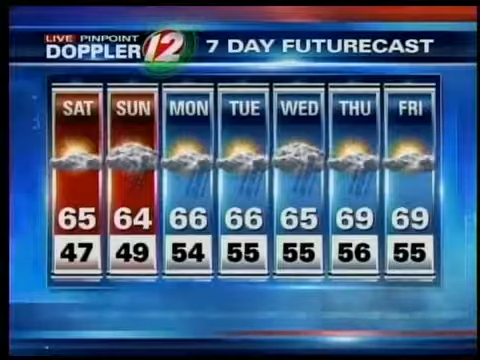 LIVE PINPOINT
DOPPLER 12
7 DAY FUTURECAST
SAT SUN MON TUE WED THU FRI
65 64 66 66 65 69 69
47 49 54 55 55 56 55